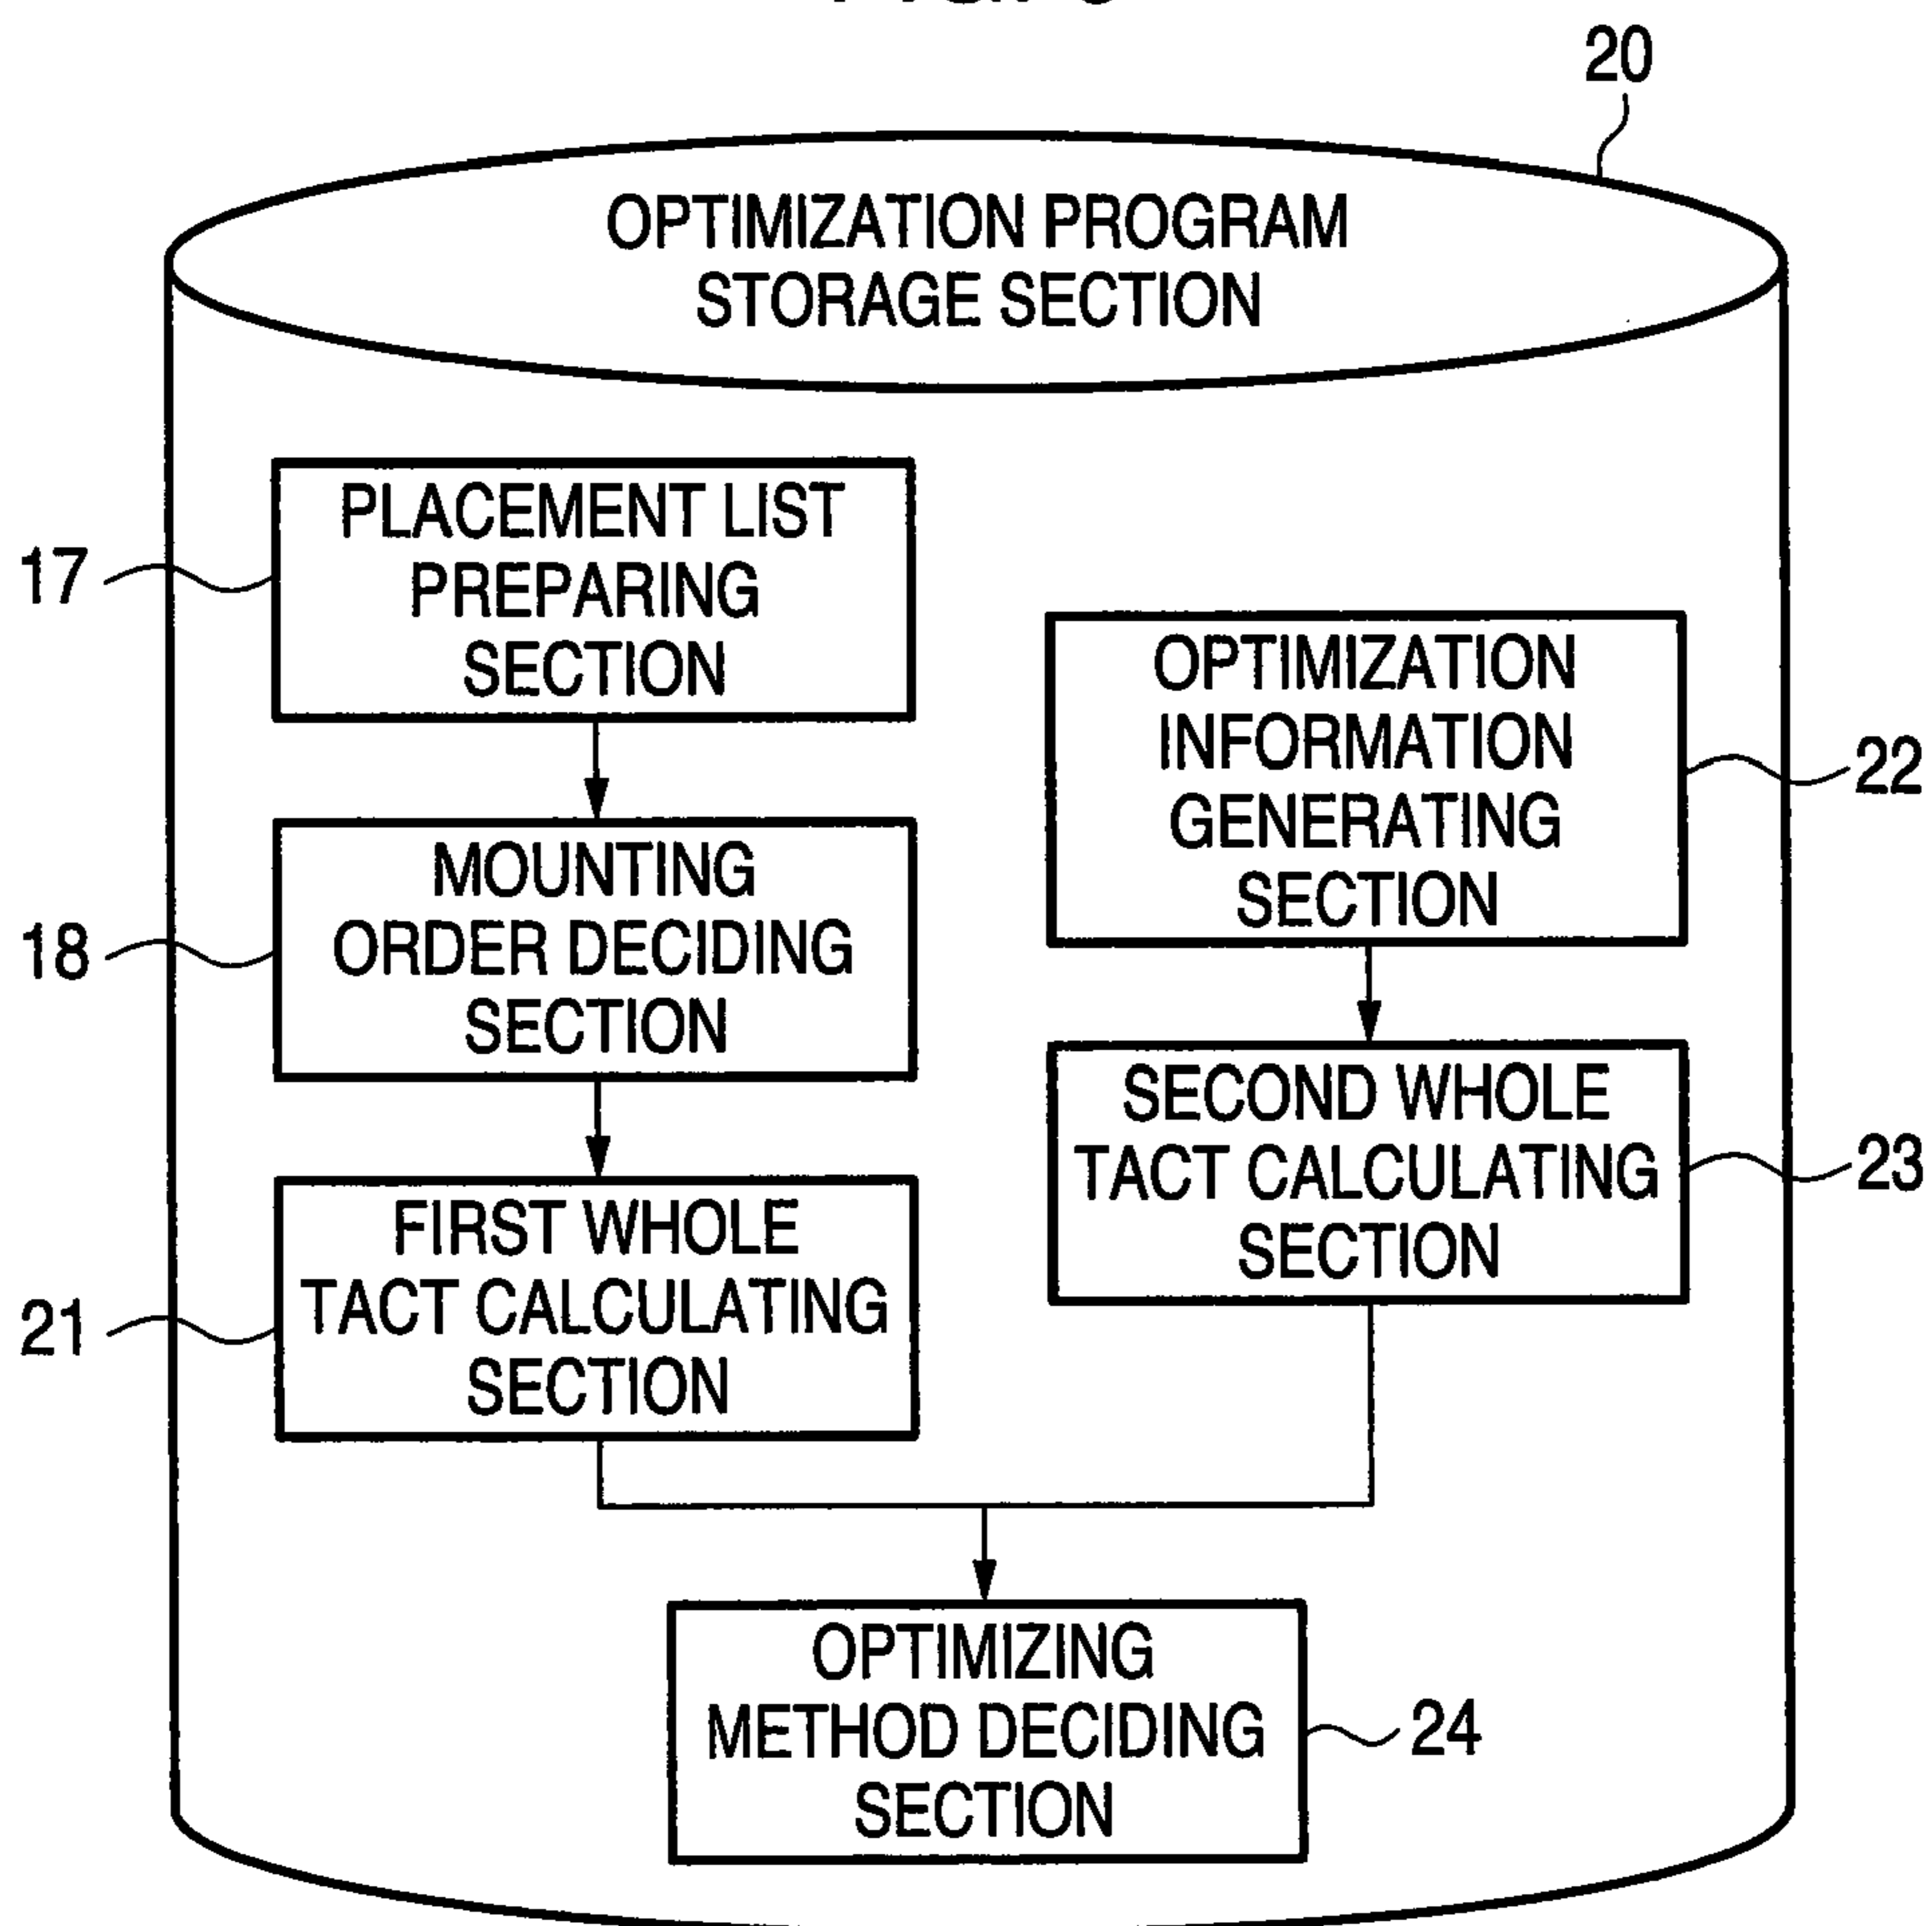 20
OPTIMIZATION PROGRAM
STORAGE SECTION
17
PLACEMENT LIST
PREPARING
SECTION
18
MOUNTING
ORDER DECIDING
SECTION
21
FIRST WHOLE
TACT CALCULATING
SECTION
OPTIMIZATION
INFORMATION
GENERATING
SECTION
22
SECOND WHOLE
TACT CALCULATING
SECTION
23
OPTIMIZING
METHOD DECIDING
SECTION
24